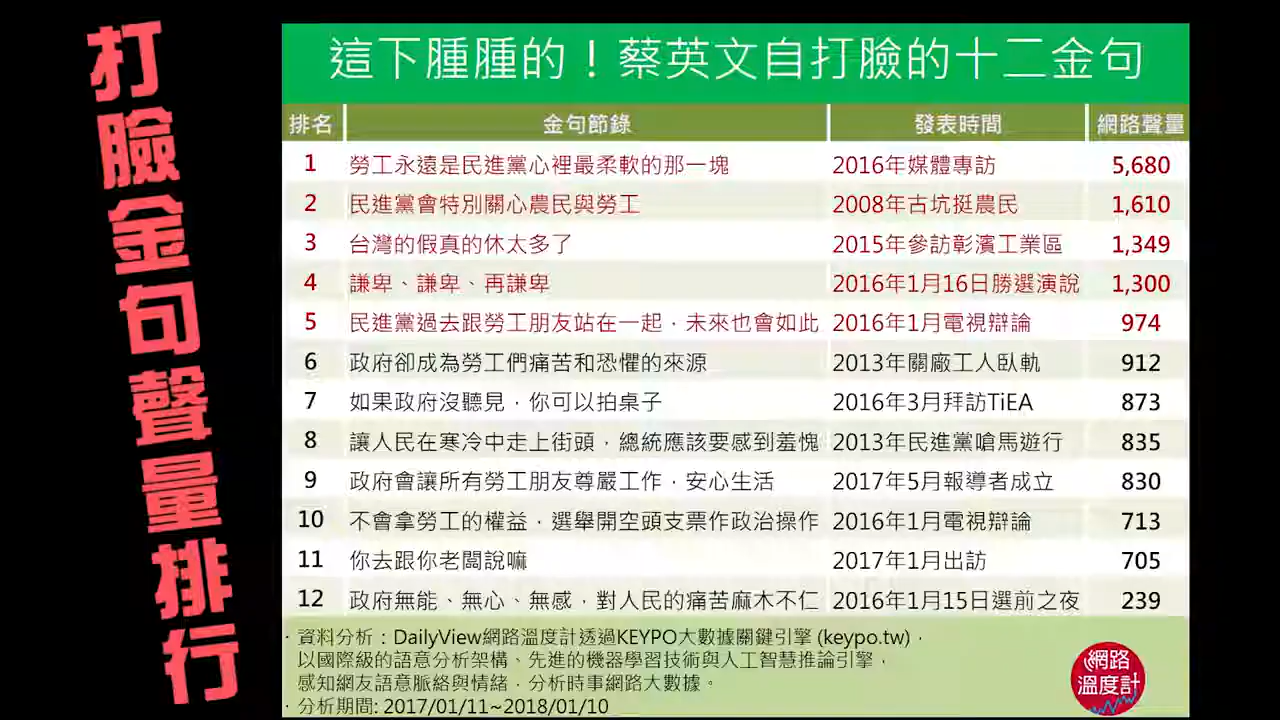 打臉金句聲量排行
這下腫腫的！蔡英文自打臉的十二金句
排名 金句節錄 發表時間 網路聲量
1 勞工永遠是民進黨心裡最柔軟的那一塊 2016年媒體專訪 5,680
2 民進黨會特別關心農民與勞工 2008年古坑挺農民 1,610
3 台灣的假真的休太多了 2015年參訪彰濱工業區 1,349
4 謙卑、謙卑、再謙卑 2016年1月16日勝選演說 1,300
5 民進黨過去跟勞工朋友站在一起，未來也會如此 2016年1月電視辯論 974
6 政府卻成為勞工們痛苦和恐懼的來源 2013年關廠工人臥軌 912
7 如果政府沒聽見，你可以拍桌子 2016年3月拜訪TiEA 873
8 讓人民在寒冷中走上街頭，總統應該要感到羞愧 2013年民進黨嗆馬遊行 835
9 政府會讓所有勞工朋友尊嚴工作，安心生活 2017年5月報導者成立 830
10 不會拿勞工的權益，選舉開空頭支票作政治操作 2016年1月電視辯論 713
11 你去跟你老闆說嘛 2017年1月出訪 705
12 政府無能、無心、無感，對人民的痛苦麻木不仁 2016年1月15日選前之夜 239
· 資料分析：DailyView網路溫度計透過KEYPO大數據關鍵引擎 (keypo.tw)，
以國際級的語意分析架構、先進的機器學習技術與人工智慧推論引擎，
感知網友語意脈絡與情緒，分析時事網路大數據。
· 分析期間: 2017/01/11~2018/01/10
網路
溫度計